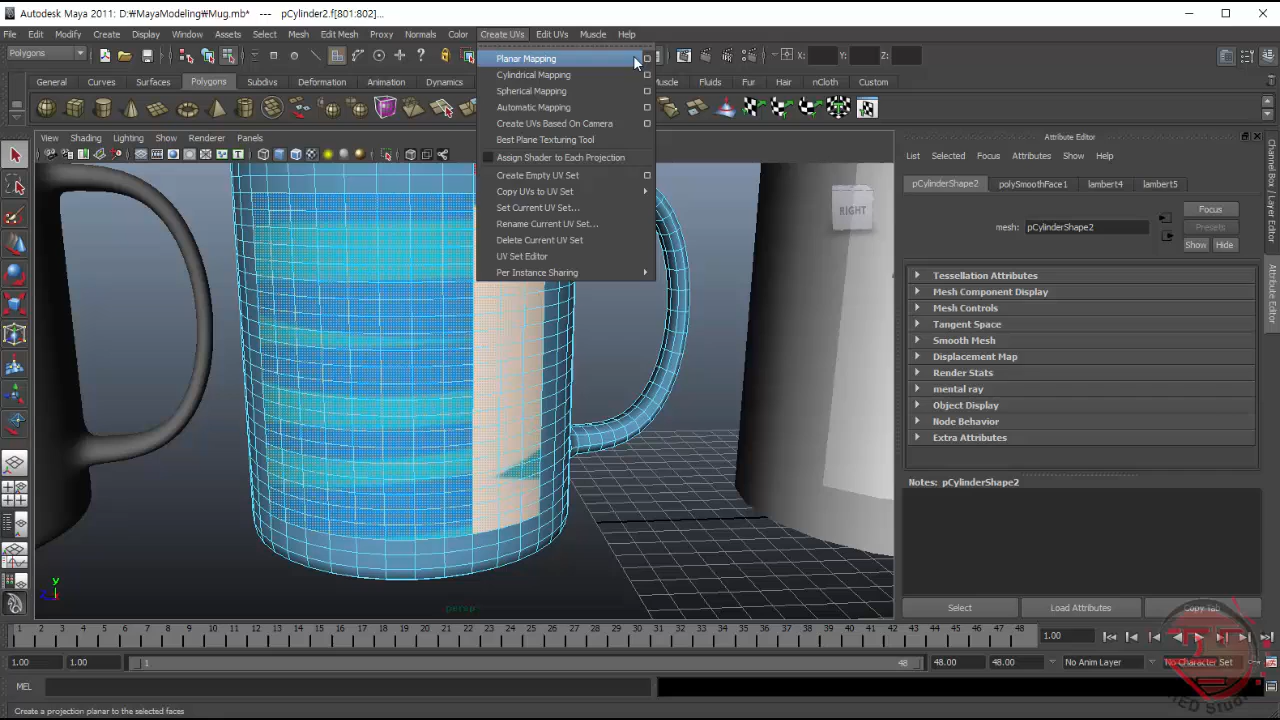 Autodesk Maya 2011: D:\MayaModeling\Mug.mb* --- pCylinder2.f[801:802]...
File Edit Modify Create Display Window Assets Select Mesh Edit Mesh Proxy Normals Color Create UVs Edit UVs Muscle Help
Polygons
X: Y: Z:
General Curves Surfaces Polygons Subdivs Deformation Animation Dynamics
Muscle Fluids Fur Hair nCloth Custom
View Shading Lighting Show Renderer Panels
Planar Mapping
Cylindrical Mapping
Spherical Mapping
Automatic Mapping
Create UVs Based On Camera
Best Plane Texturing Tool
Assign Shader to Each Projection
Create Empty UV Set
Copy UVs to UV Set
Set Current UV Set...
Rename Current UV Set...
Delete Current UV Set
UV Set Editor
Per Instance Sharing
RIGHT
y
persp
Attribute Editor
List Selected Focus Attributes Show Help
pCylinderShape2 polySmoothFace1 lambert4 lambert5
mesh: pCylinderShape2
Focus
Presets
Show Hide
Tessellation Attributes
Mesh Component Display
Mesh Controls
Tangent Space
Smooth Mesh
Displacement Map
Render Stats
mental ray
Object Display
Node Behavior
Extra Attributes
Notes: pCylinderShape2
Select Load Attributes Copy Tab
Channel Box / Layer Editor
Attribute Editor
1 2 3 4 5 6 7 8 9 10 11 12 13 14 15 16 17 18 19 20 21 22 23 24 25 26 27 28 29 30 31 32 33 34 35 36 37 38 39 40 41 42 43 44 45 46 47 48
1.00
1.00 1.00 1 48 48.00 48.00 No Anim Layer No Character Set
MEL
Create a projection planar to the selected faces